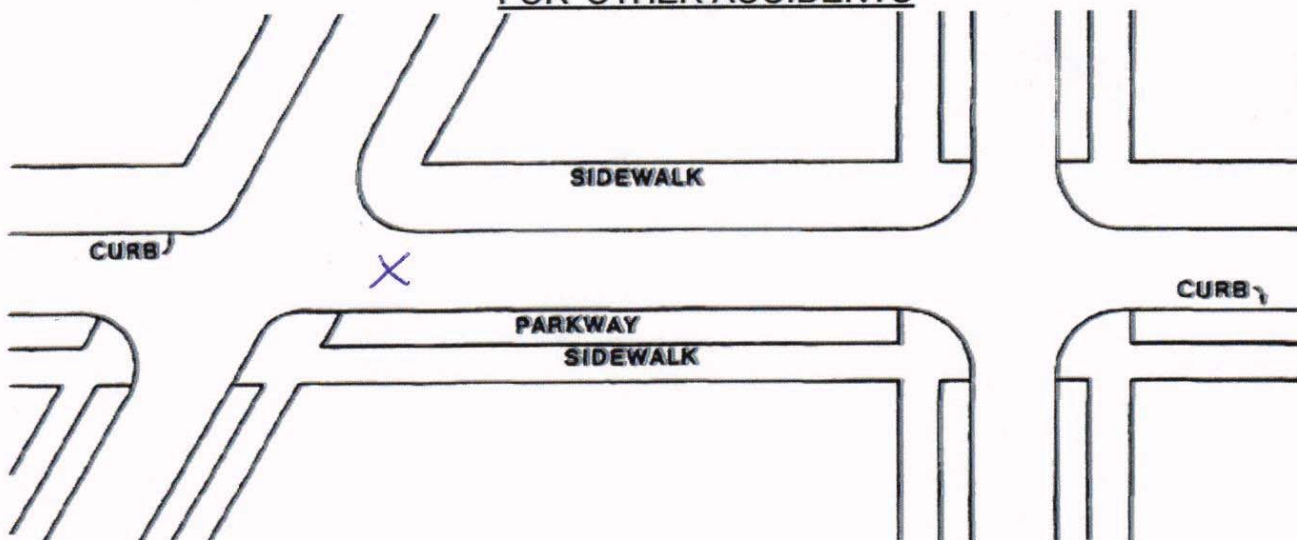 FOR OTHER ACCIDENTS
SIDEWALK
CURB
CURB
PARKWAY
SIDEWALK